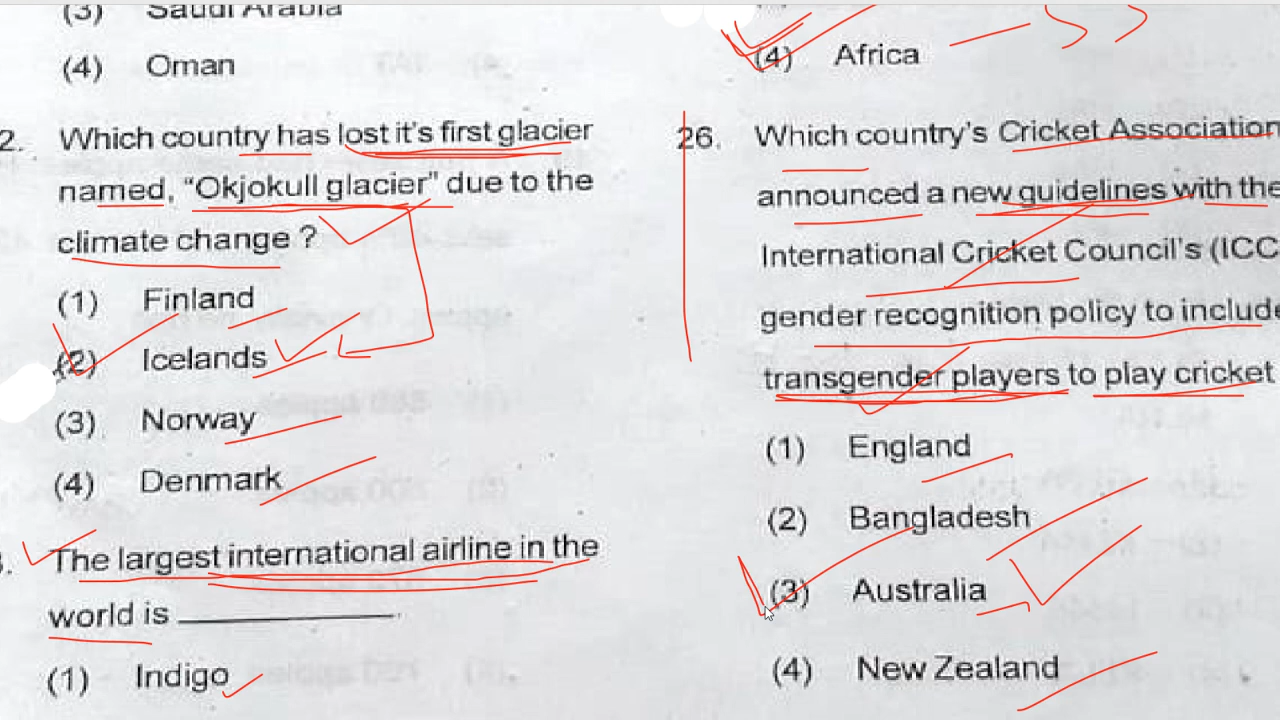 (3) Saudi Arabia
(4) Oman
2. Which country has lost it's first glacier
named, “Okjokull glacier” due to the
climate change ?
(1) Finland
(2) Icelands
(3) Norway
(4) Denmark
The largest international airline in the
world is ____________.
(1) Indigo
(4) Africa
26. Which country's Cricket Association
announced a new guidelines with the
International Cricket Council's (ICC
gender recognition policy to include
transgender players to play cricket
(1) England
(2) Bangladesh
(3) Australia
(4) New Zealand